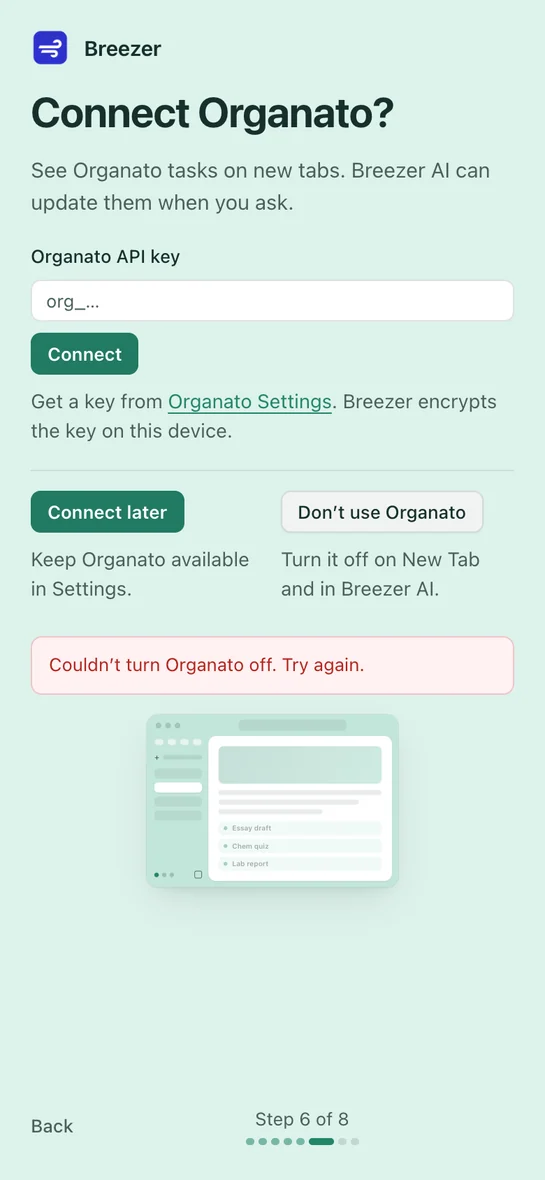 Breezer
Connect Organato?
See Organato tasks on new tabs. Breezer AI can
update them when you ask.
Organato API key
org_...
Connect
Get a key from Organato Settings. Breezer encrypts
the key on this device.
Connect later
Don’t use Organato
Keep Organato available
in Settings.
Turn it off on New Tab
and in Breezer AI.
Couldn’t turn Organato off. Try again.
Essay draft
Chem quiz
Lab report
Back
Step 6 of 8